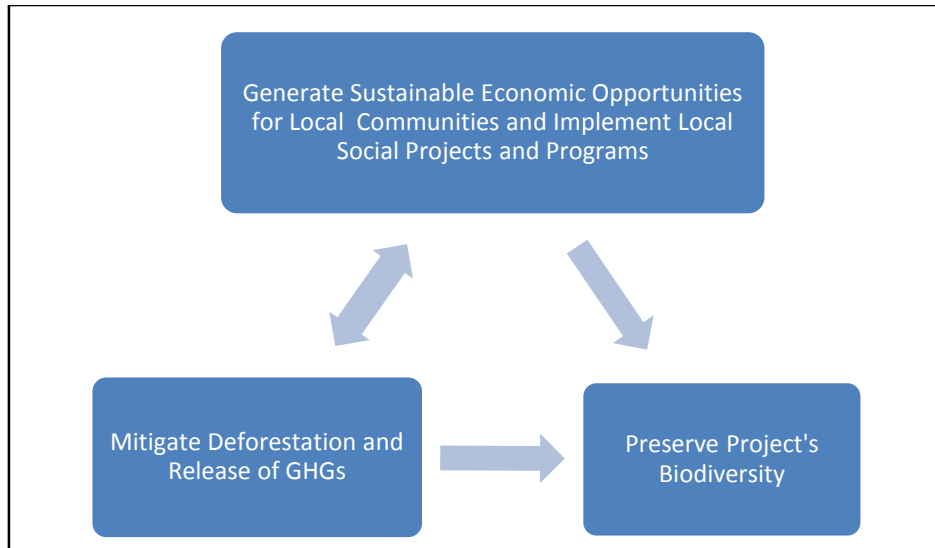 Generate Sustainable Economic Opportunities
for Local Communities and Implement Local
Social Projects and Programs
Mitigate Deforestation and
Release of GHGs
Preserve Project's
Biodiversity